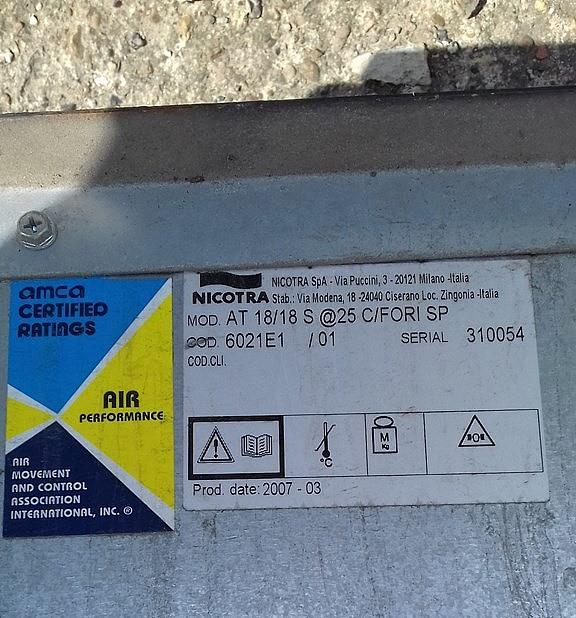 amca
CERTIFIED
RATINGS
AIR
PERFORMANCE
AIR
MOVEMENT
AND CONTROL
ASSOCIATION
INTERNATIONAL, INC. ®
NICOTRA
NICOTRA SpA - Via Puccini, 3 - 20121 Milano -Italia
Stab.: Via Modena, 18 -24040 Ciserano Loc. Zingonia -Italia
MOD. AT 18/18 S @25 C/FORI SP
COD. 6021E1 /01 SERIAL 310054
COD.CLI.
°C
M
Kg
Prod. date: 2007 - 03